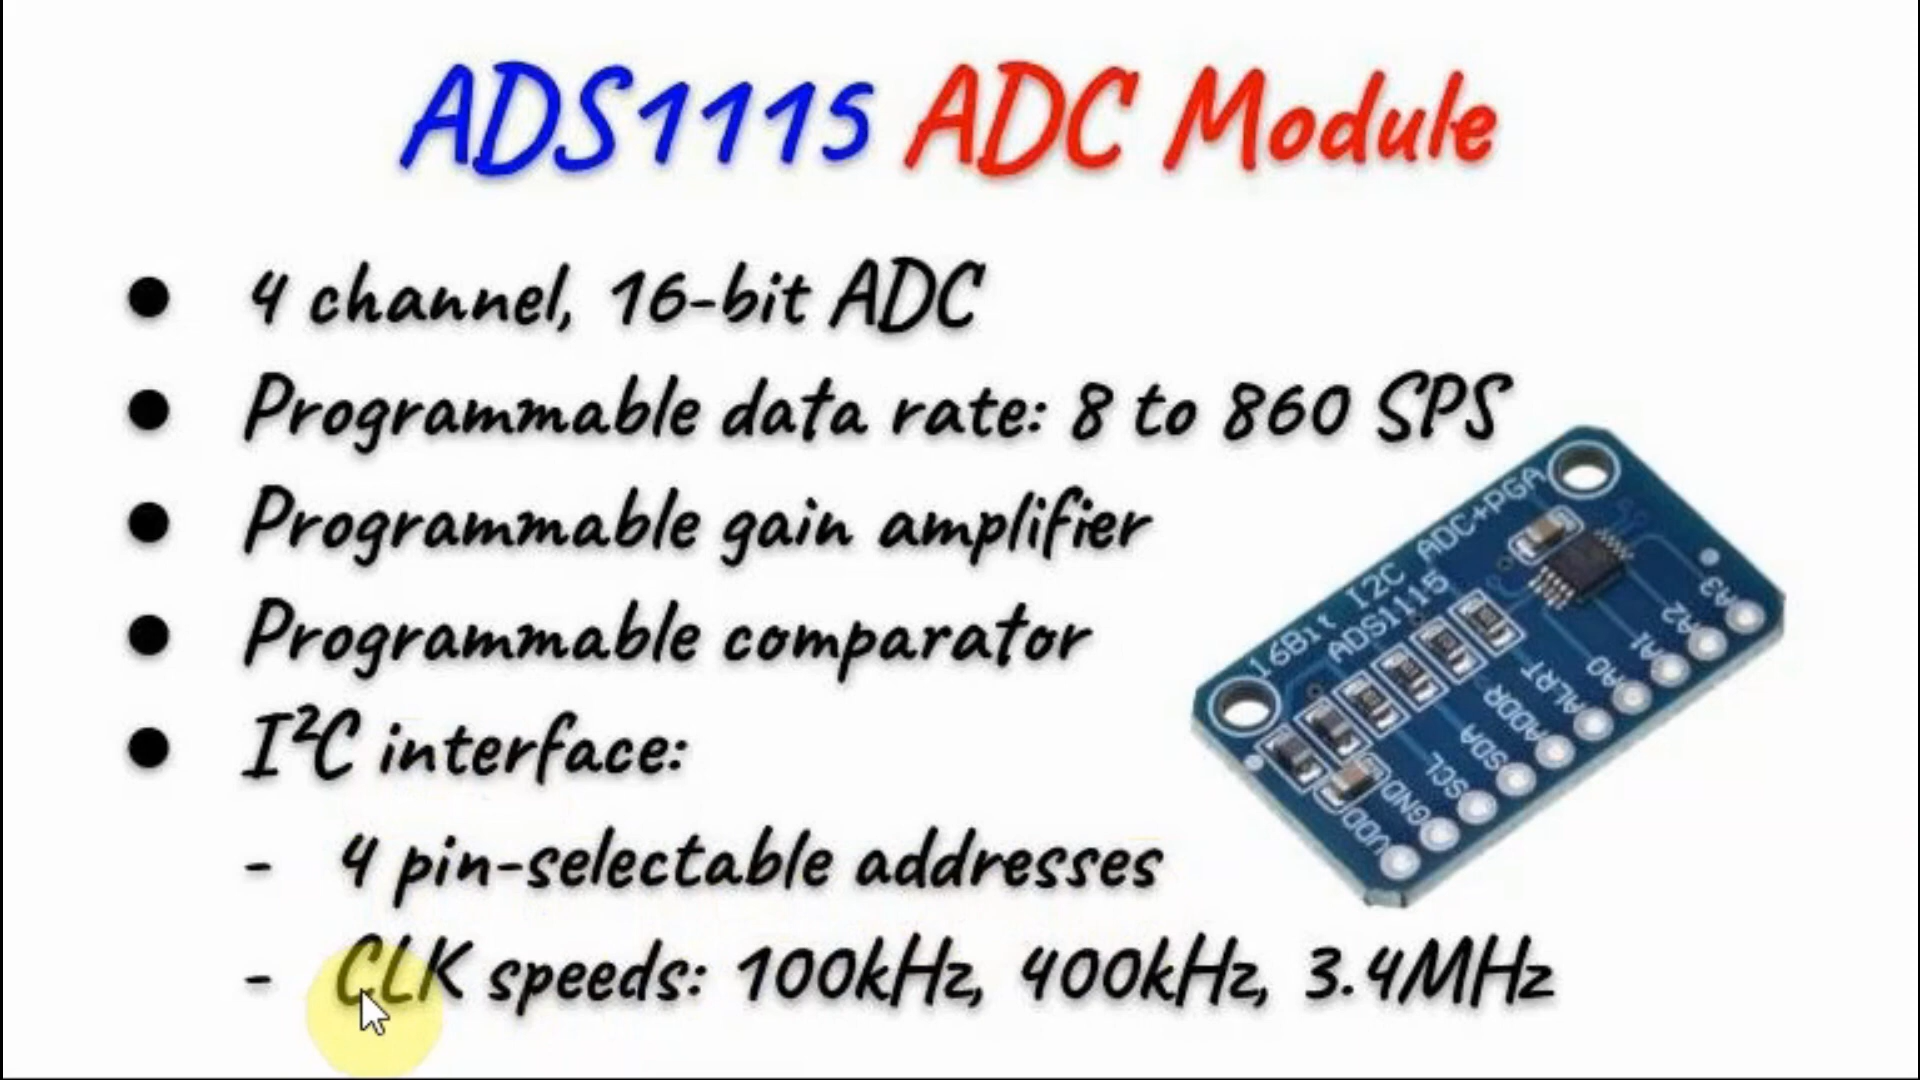 ADS1115 ADC Module
● 4 channel, 16-bit ADC
● Programmable data rate: 8 to 860 SPS
● Programmable gain amplifier
● Programmable comparator
● I²C interface:
- 4 pin-selectable addresses
- CLK speeds: 100kHz, 400kHz, 3.4MHz
16Bit I2C ADC+PGA
ADS1115
VDD
GND
SCL
SDA
ADDR
ALRT
A0
A1
A2
A3